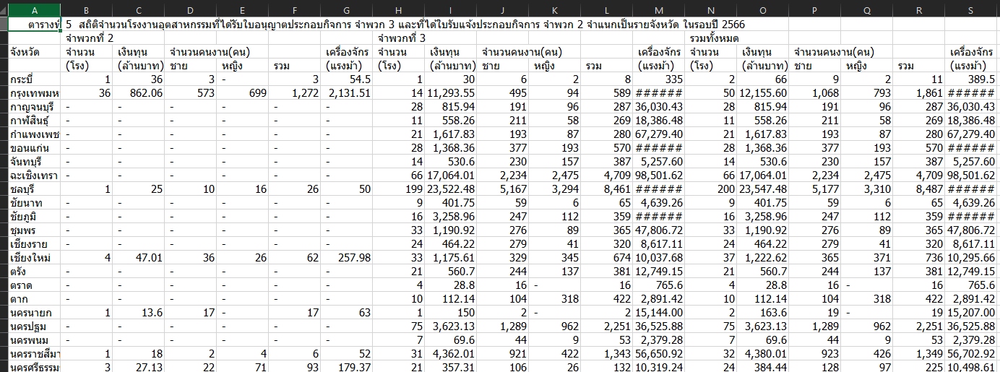 A B C D E F G H I J K L M N O P Q R S
ตารางที่ 5 สถิติจำนวนโรงงานอุตสาหกรรมที่ได้รับใบอนุญาตประกอบกิจการ จำพวก 3 และที่ได้ใบรับแจ้งประกอบกิจการ จำพวก 2 จำแนกเป็นรายจังหวัด ในรอบปี 2566
จำพวกที่ 2 จำพวกที่ 3 รวมทั้งหมด
จังหวัด จำนวน เงินทุน จำนวนคนงาน(คน) เครื่องจักร จำนวน เงินทุน จำนวนคนงาน(คน) เครื่องจักร จำนวน เงินทุน จำนวนคนงาน(คน) เครื่องจักร
(โรง) (ล้านบาท) ชาย หญิง รวม (แรงม้า) (โรง) (ล้านบาท) ชาย หญิง รวม (แรงม้า) (โรง) (ล้านบาท) ชาย หญิง รวม (แรงม้า)
กระบี่ 1 36 3 - 3 54.5 1 30 6 2 8 335 2 66 9 2 11 389.5
กรุงเทพมห 36 862.06 573 699 1,272 2,131.51 14 11,293.55 495 94 589 ###### 50 12,155.60 1,068 793 1,861 ######
กาญจนบุรี - - - - - - 28 815.94 191 96 287 36,030.43 28 815.94 191 96 287 36,030.43
กาฬสินธุ์ - - - - - - 11 558.26 211 58 269 18,386.48 11 558.26 211 58 269 18,386.48
กำแพงเพช - - - - - - 21 1,617.83 193 87 280 67,279.40 21 1,617.83 193 87 280 67,279.40
ขอนแก่น - - - - - - 28 1,368.36 377 193 570 ###### 28 1,368.36 377 193 570 ######
จันทบุรี - - - - - - 14 530.6 230 157 387 5,257.60 14 530.6 230 157 387 5,257.60
ฉะเชิงเทรา - - - - - - 66 17,064.01 2,234 2,475 4,709 98,501.62 66 17,064.01 2,234 2,475 4,709 98,501.62
ชลบุรี 1 25 10 16 26 50 199 23,522.48 5,167 3,294 8,461 ###### 200 23,547.48 5,177 3,310 8,487 ######
ชัยนาท - - - - - - 9 401.75 59 6 65 4,639.26 9 401.75 59 6 65 4,639.26
ชัยภูมิ - - - - - - 16 3,258.96 247 112 359 ###### 16 3,258.96 247 112 359 ######
ชุมพร - - - - - - 33 1,190.92 276 89 365 47,806.72 33 1,190.92 276 89 365 47,806.72
เชียงราย - - - - - - 24 464.22 279 41 320 8,617.11 24 464.22 279 41 320 8,617.11
เชียงใหม่ 4 47.01 36 26 62 257.98 33 1,175.61 329 345 674 10,037.68 37 1,222.62 365 371 736 10,295.66
ตรัง - - - - - - 21 560.7 244 137 381 12,749.15 21 560.7 244 137 381 12,749.15
ตราด - - - - - - 4 28.8 16 - 16 765.6 4 28.8 16 - 16 765.6
ตาก - - - - - - 10 112.14 104 318 422 2,891.42 10 112.14 104 318 422 2,891.42
นครนายก 1 13.6 17 - 17 63 1 150 2 - 2 15,144.00 2 163.6 19 - 19 15,207.00
นครปฐม - - - - - - 75 3,623.13 1,289 962 2,251 36,525.88 75 3,623.13 1,289 962 2,251 36,525.88
นครพนม - - - - - - 7 69.6 44 9 53 2,379.28 7 69.6 44 9 53 2,379.28
นครราชสีมา 1 18 2 4 6 52 31 4,362.01 921 422 1,343 56,650.92 32 4,380.01 923 426 1,349 56,702.92
นครศรีธรรม 3 27.13 22 71 93 179.37 21 357.31 106 26 132 10,319.24 24 384.44 128 97 225 10,498.61